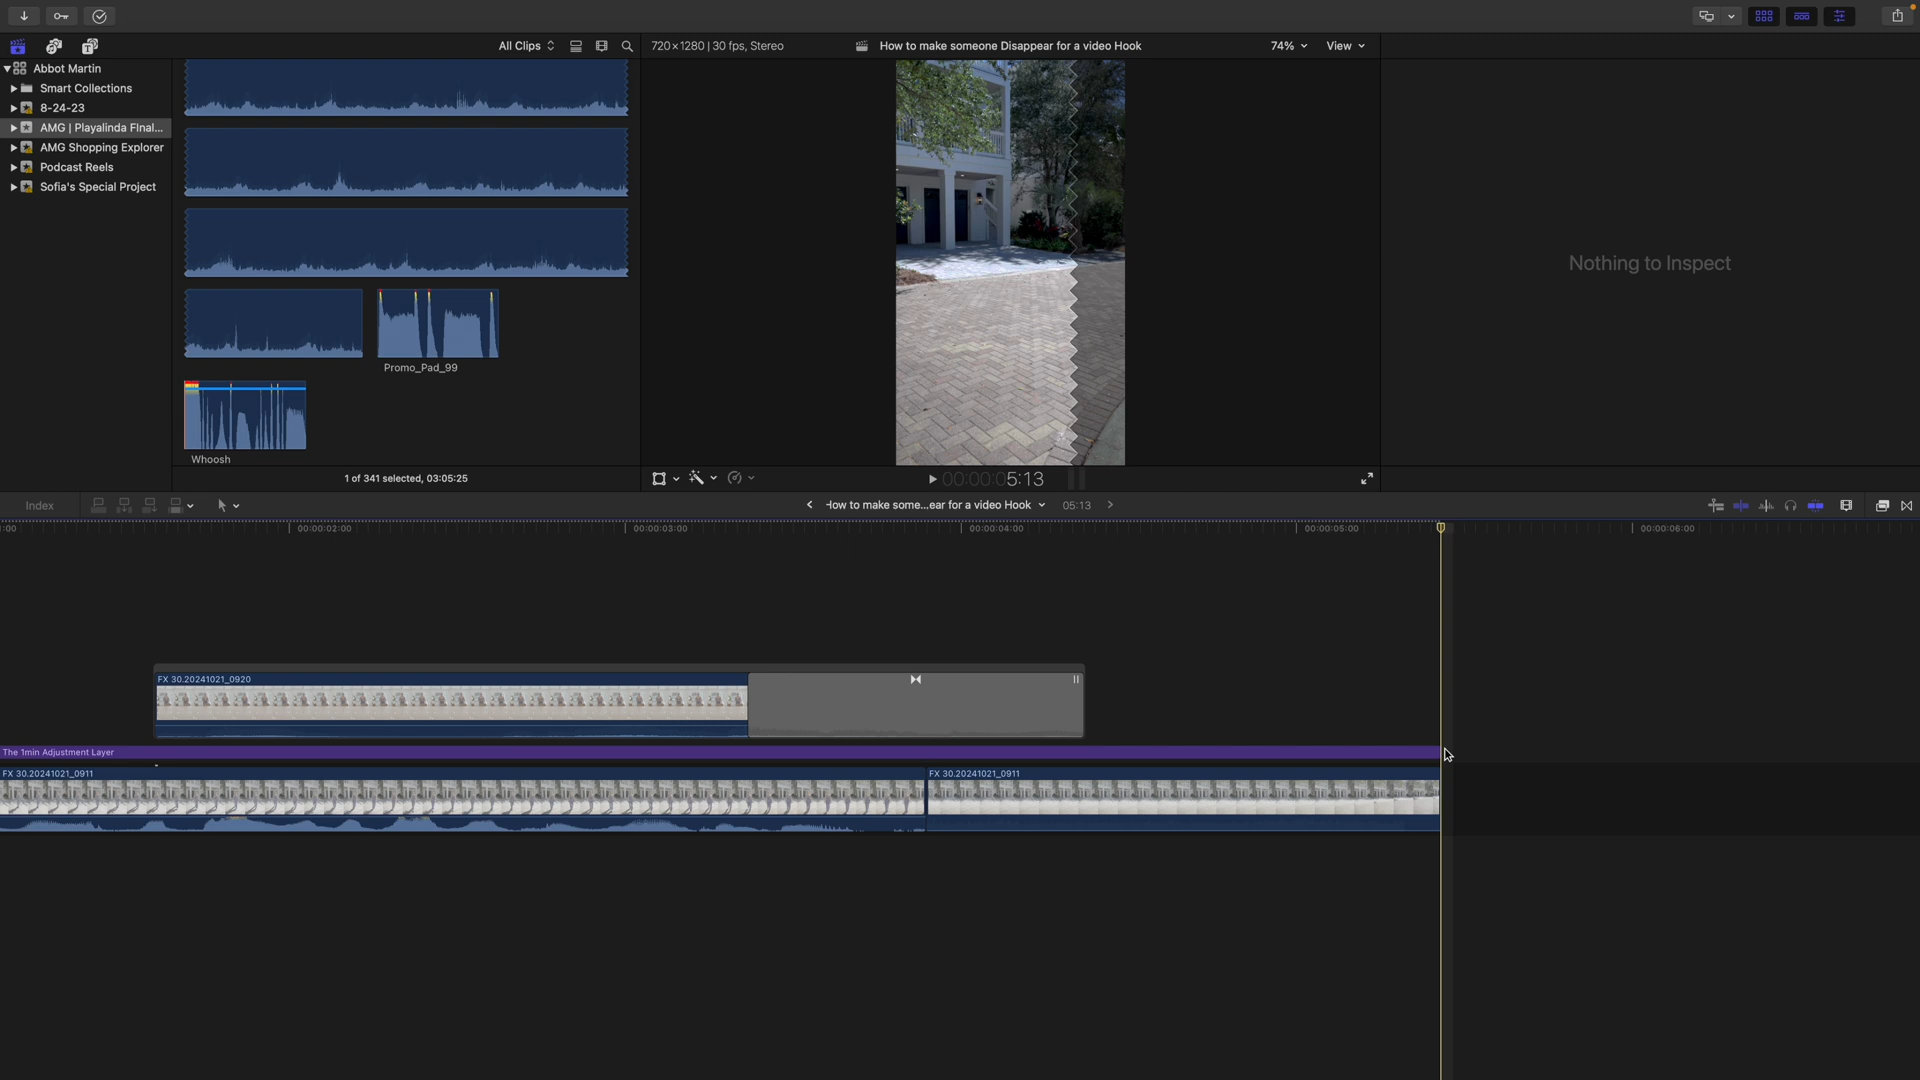 All Clips
720×1280 | 30 fps, Stereo
How to make someone Disappear for a video Hook
74%
View
Abbot Martin
Smart Collections
8-24-23
AMG | Playalinda FInal...
AMG Shopping Explorer
Podcast Reels
Sofia's Special Project
Nothing to Inspect
Promo_Pad_99
Whoosh
1 of 341 selected, 03:05:25
00:00:05:13
Index
How to make some...ear for a video Hook
05:13
:00
00:00:02:00
00:00:03:00
00:00:04:00
00:00:05:00
00:00:06:00
FX 30.20241021_0920
The 1min Adjustment Layer
FX 30.20241021_0911
FX 30.20241021_0911